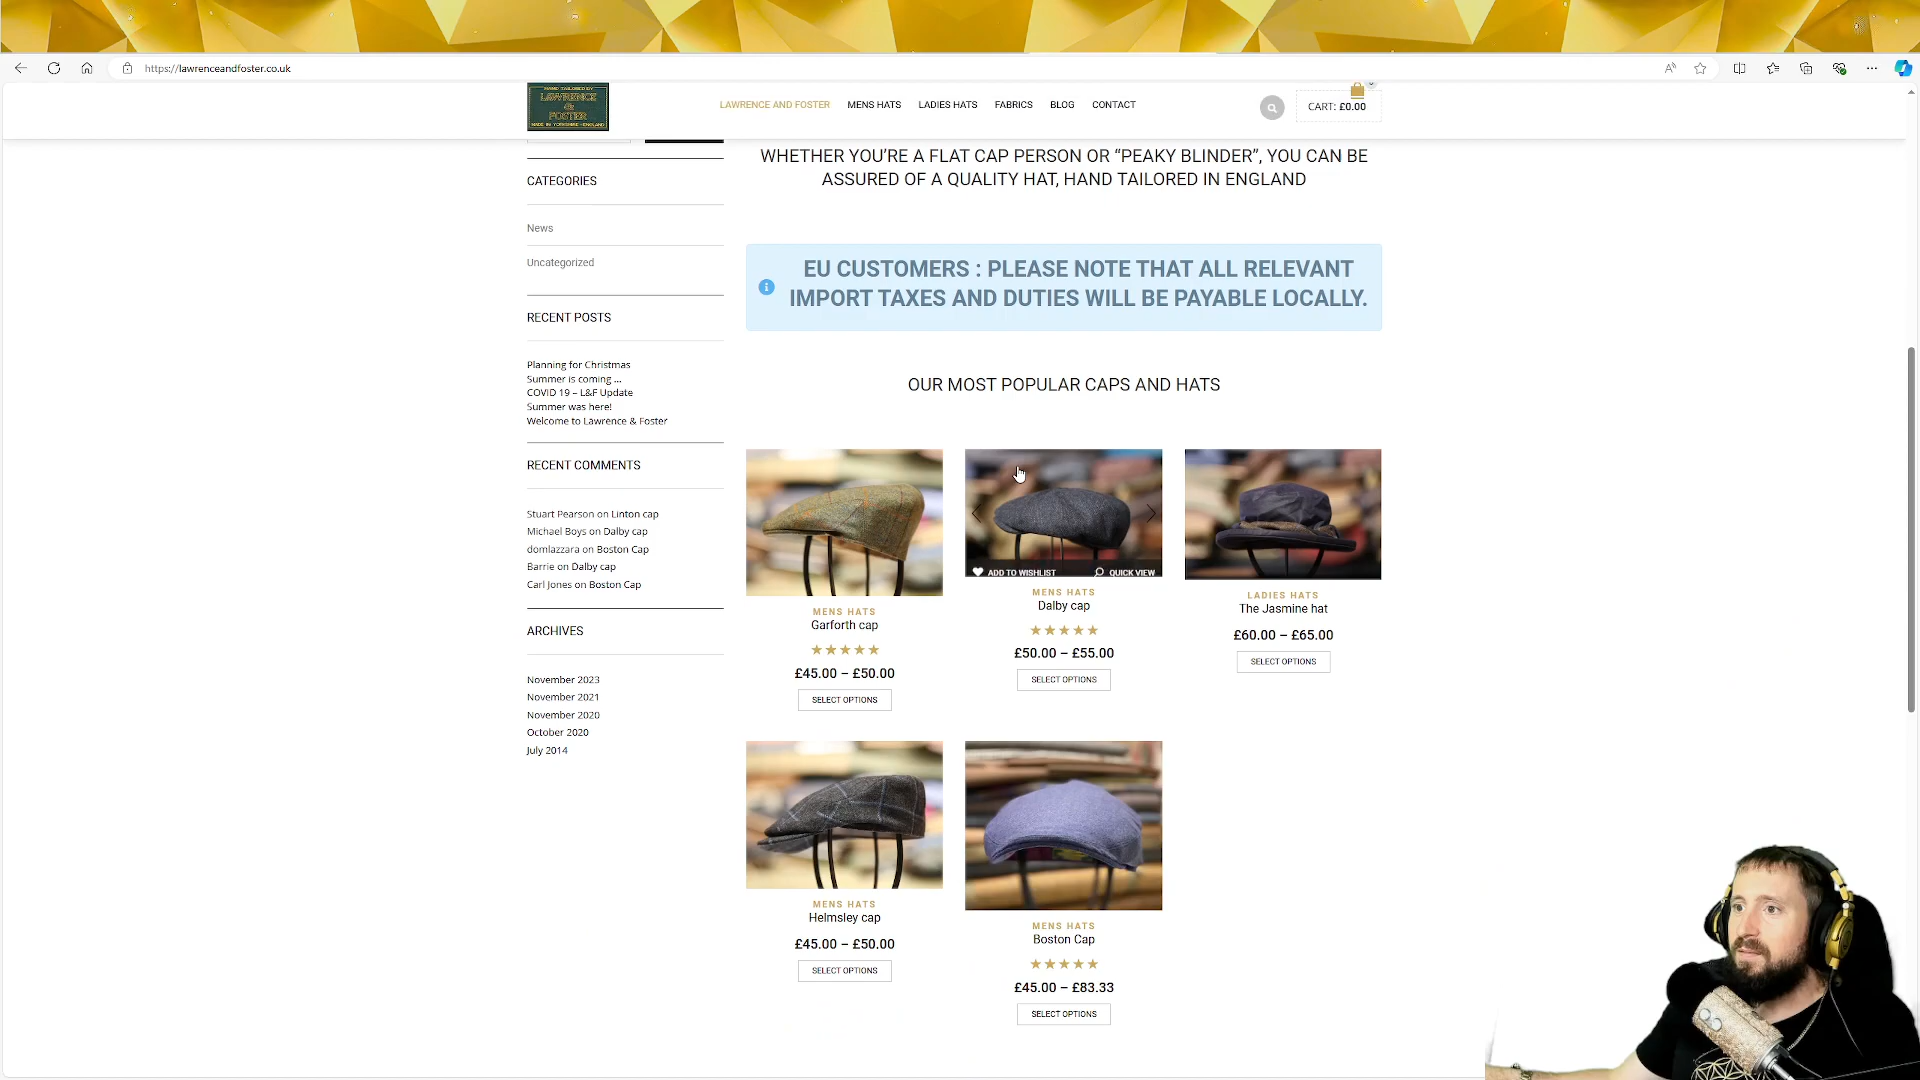 https://lawrenceandfoster.co.uk
HAND TAILORED BY
LAWRENCE
&
FOSTER
MADE IN YORKSHIRE - ENGLAND
LAWRENCE AND FOSTER
MENS HATS
LADIES HATS
FABRICS
BLOG
CONTACT
CART: £0.00
CATEGORIES
News
Uncategorized
RECENT POSTS
Planning for Christmas
Summer is coming ...
COVID 19 – L&F Update
Summer was here!
Welcome to Lawrence & Foster
RECENT COMMENTS
Stuart Pearson on Linton cap
Michael Boys on Dalby cap
domlazzara on Boston Cap
Barrie on Dalby cap
Carl Jones on Boston Cap
ARCHIVES
November 2023
November 2021
November 2020
October 2020
July 2014
WHETHER YOU'RE A FLAT CAP PERSON OR “PEAKY BLINDER”, YOU CAN BE
ASSURED OF A QUALITY HAT, HAND TAILORED IN ENGLAND
EU CUSTOMERS : PLEASE NOTE THAT ALL RELEVANT
IMPORT TAXES AND DUTIES WILL BE PAYABLE LOCALLY.
OUR MOST POPULAR CAPS AND HATS
MENS HATS
Garforth cap
£45.00 – £50.00
SELECT OPTIONS
ADD TO WISHLIST
QUICK VIEW
MENS HATS
Dalby cap
£50.00 – £55.00
SELECT OPTIONS
LADIES HATS
The Jasmine hat
£60.00 – £65.00
SELECT OPTIONS
MENS HATS
Helmsley cap
£45.00 – £50.00
SELECT OPTIONS
MENS HATS
Boston Cap
£45.00 – £83.33
SELECT OPTIONS